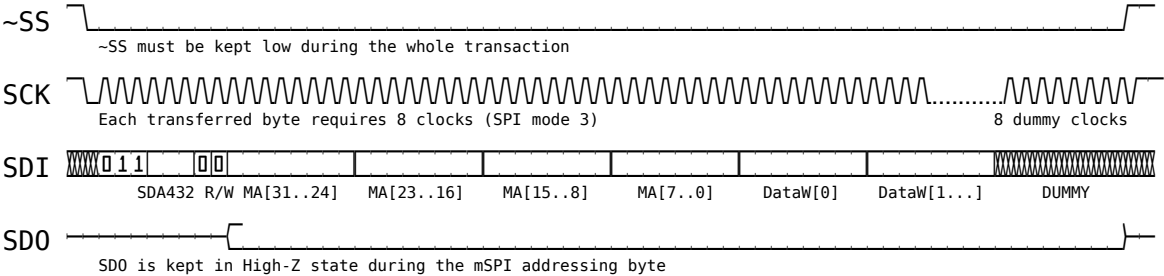 ~SS
~SS must be kept low during the whole transaction
SCK
Each transferred byte requires 8 clocks (SPI mode 3) 8 dummy clocks
SDI 0 1 1 0 0
SDA432 R/W MA[31..24] MA[23..16] MA[15..8] MA[7..0] DataW[0] DataW[1...] DUMMY
SDO
SDO is kept in High-Z state during the mSPI addressing byte